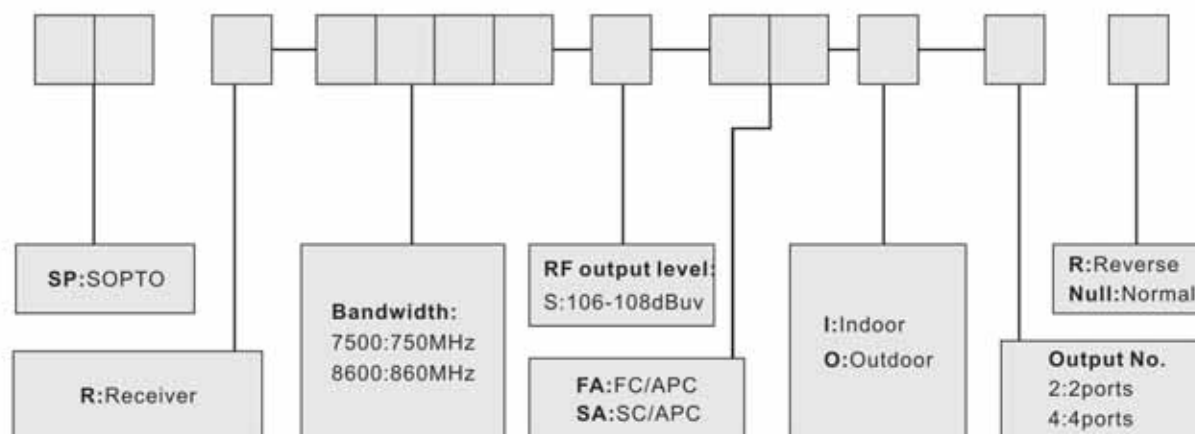 SP:SOPTO
R:Receiver
Bandwidth:
7500:750MHz
8600:860MHz
RF output level:
S:106-108dBuv
FA:FC/APC
SA:SC/APC
I:Indoor
O:Outdoor
R:Reverse
Null:Normal
Output No.
2:2ports
4:4ports